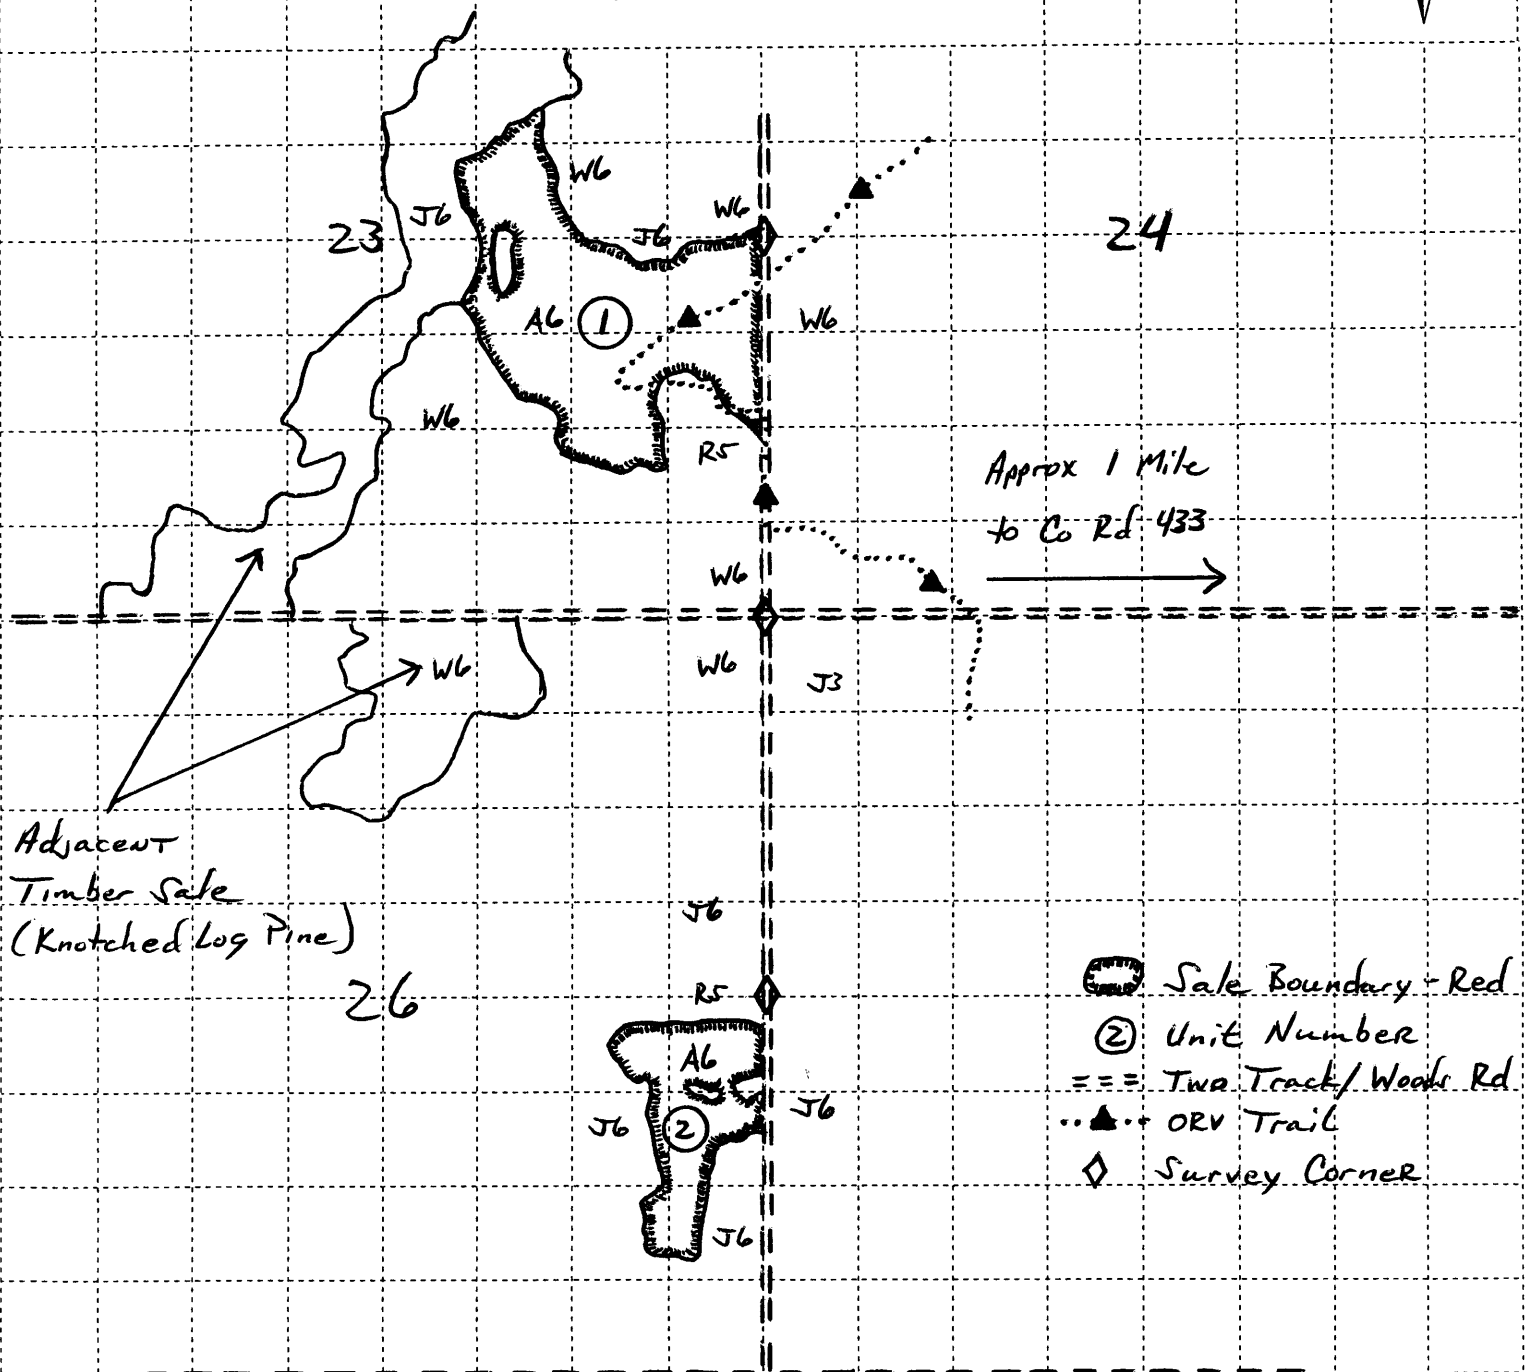 W6
J6
W6
23
J6
24
A6
1
W6
W6
R5
Approx 1 Mile
to Co Rd 433
W6
W6
W6
J3
Adjacent
Timber Sale
(Knotched Log Pine)
J6
26
R5
A6
J6
2
J6
J6
Sale Boundary - Red
2 Unit Number
=== Two Track/Woods Rd
ORV Trail
Survey Corner